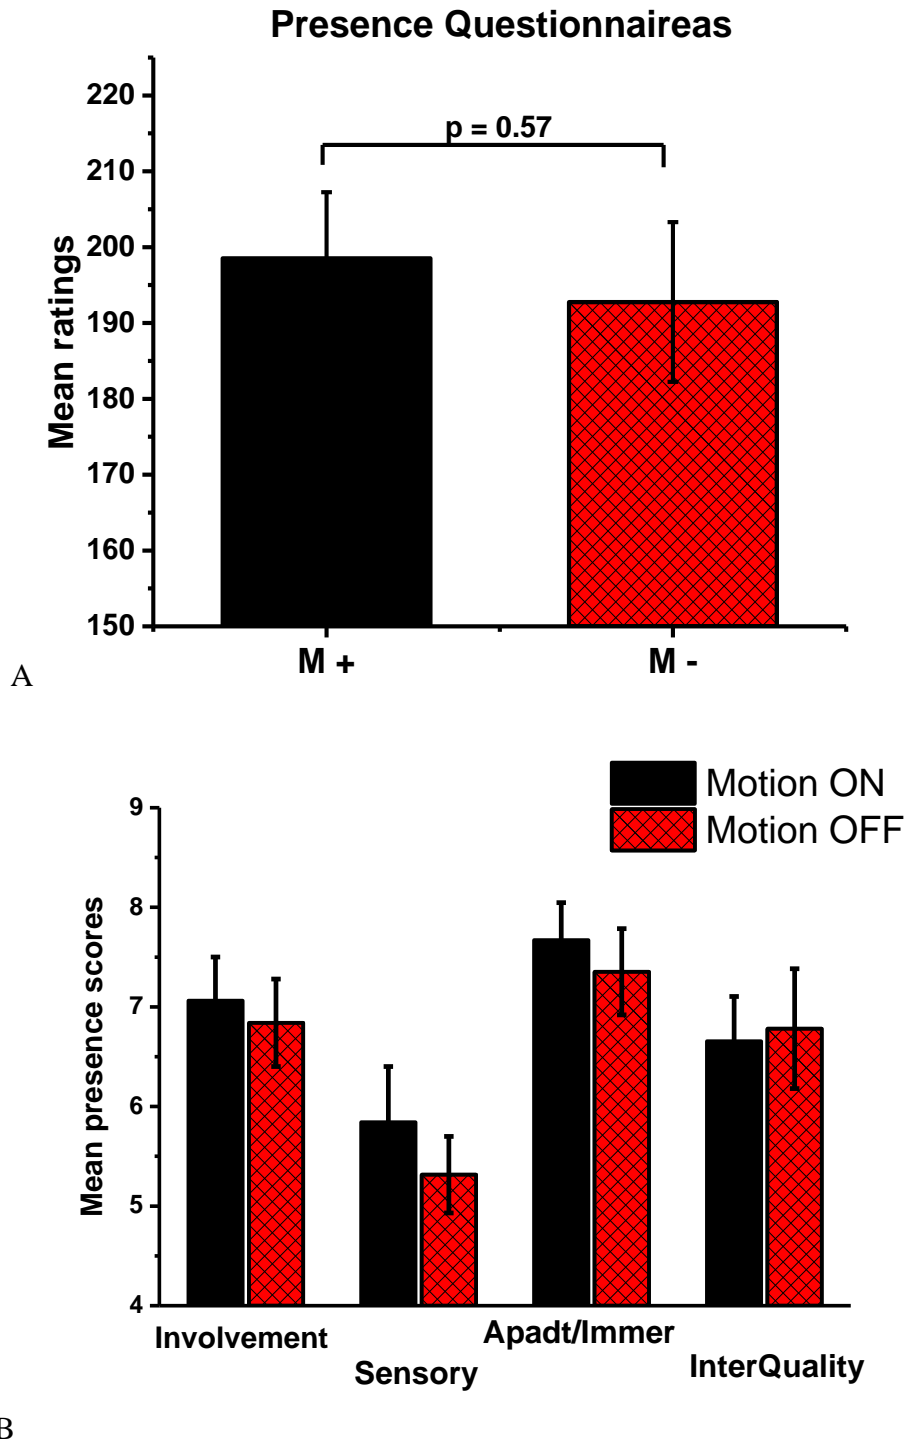 Presence Questionnaireas
220
p = 0.57
210
200
190
180
170
160
150
Mean ratings
M +
M -
A
Motion ON
Motion OFF
9
8
7
6
5
4
Mean presence scores
Involvement
Sensory
Apadt/Immer
InterQuality
B